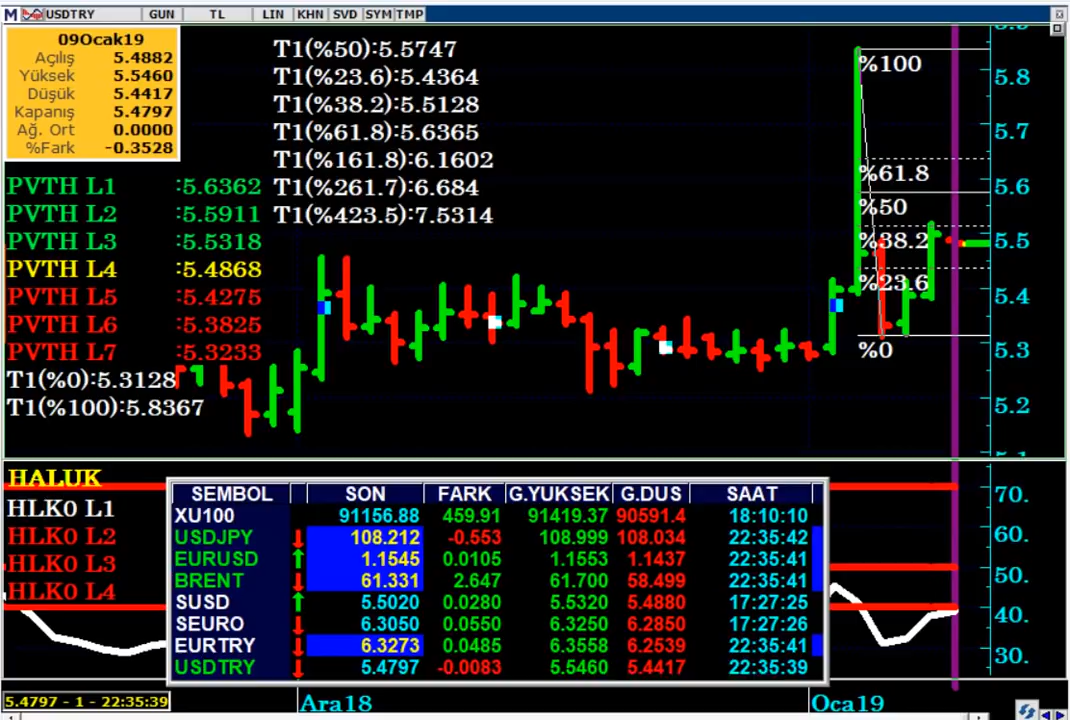 M USDTRY GUN TL LIN KHN SVD SYM TMP
09Ocak19
Açılış 5.4882
Yüksek 5.5460
Düşük 5.4417
Kapanış 5.4797
Ağ. Ort 0.0000
%Fark -0.3528
T1(%50):5.5747
T1(%23.6):5.4364
T1(%38.2):5.5128
T1(%61.8):5.6365
T1(%161.8):6.1602
T1(%261.7):6.684
T1(%423.5):7.5314
PVTH L1 :5.6362
PVTH L2 :5.5911
PVTH L3 :5.5318
PVTH L4 :5.4868
PVTH L5 :5.4275
PVTH L6 :5.3825
PVTH L7 :5.3233
T1(%0):5.3128
T1(%100):5.8367
%100
%61.8
%50
%38.2
%23.6
%0
5.8
5.7
5.6
5.5
5.4
5.3
5.2
HALUK
HLK0 L1
HLK0 L2
HLK0 L3
HLK0 L4
SEMBOL SON FARK G.YUKSEK G.DUS SAAT
XU100 91156.88 459.91 91419.37 90591.4 18:10:10
USDJPY 108.212 -0.553 108.999 108.034 22:35:42
EURUSD 1.1545 0.0105 1.1553 1.1437 22:35:41
BRENT 61.331 2.647 61.700 58.499 22:35:41
SUSD 5.5020 0.0280 5.5320 5.4880 17:27:25
SEURO 6.3050 0.0550 6.3250 6.2850 17:27:26
EURTRY 6.3273 0.0485 6.3558 6.2539 22:35:41
USDTRY 5.4797 -0.0083 5.5460 5.4417 22:35:39
70.
60.
50.
40.
30.
5.4797 - 1 - 22:35:39
Ara18
Oca19